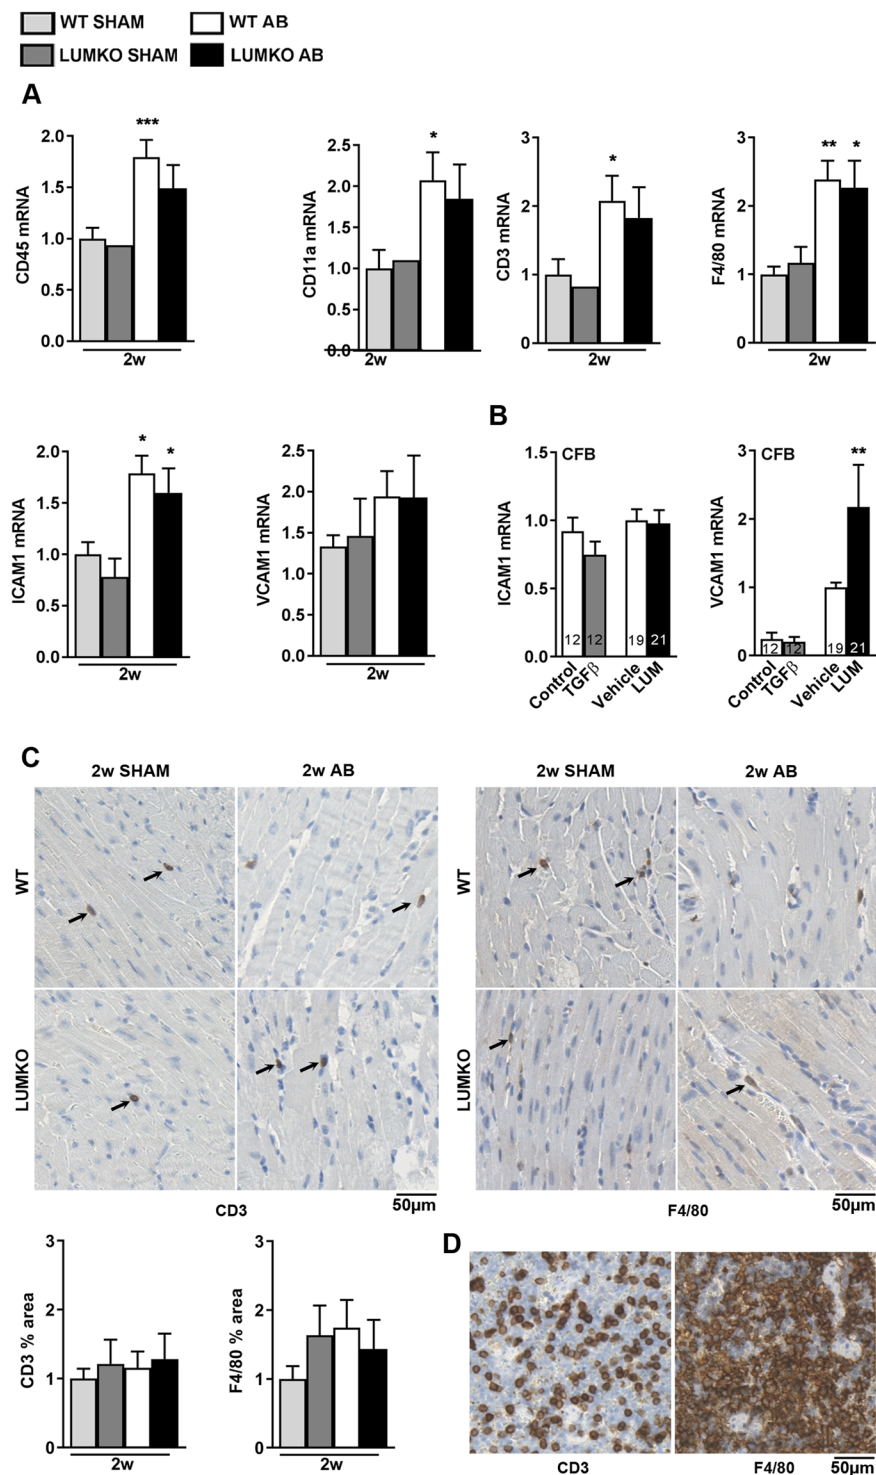 WT SHAM WT AB
LUMKO SHAM LUMKO AB
A
CD45 mRNA
2.0
1.5
1.0
0.5
0.0
***
2w
CD11a mRNA
2.5
2.0
1.5
1.0
0.5
0.0
*
2w
CD3 mRNA
3
2
1
0
*
2w
F4/80 mRNA
3
2
1
0
** *
2w
ICAM1 mRNA
2.0
1.5
1.0
0.5
0.0
* *
2w
VCAM1 mRNA
2.5
2.0
1.5
1.0
0.5
0.0
2w
B
CFB
ICAM1 mRNA
1.5
1.0
0.5
0.0
12 12 19 21
Control TGFβ Vehicle LUM
CFB
VCAM1 mRNA
3
2
1
0
**
12 12 19 21
Control TGFβ Vehicle LUM
C
2w SHAM 2w AB
WT
LUMKO
50μm
CD3
2w SHAM 2w AB
WT
LUMKO
50μm
F4/80
CD3 % area
3
2
1
0
2w
F4/80 % area
3
2
1
0
2w
D
CD3 F4/80 50μm